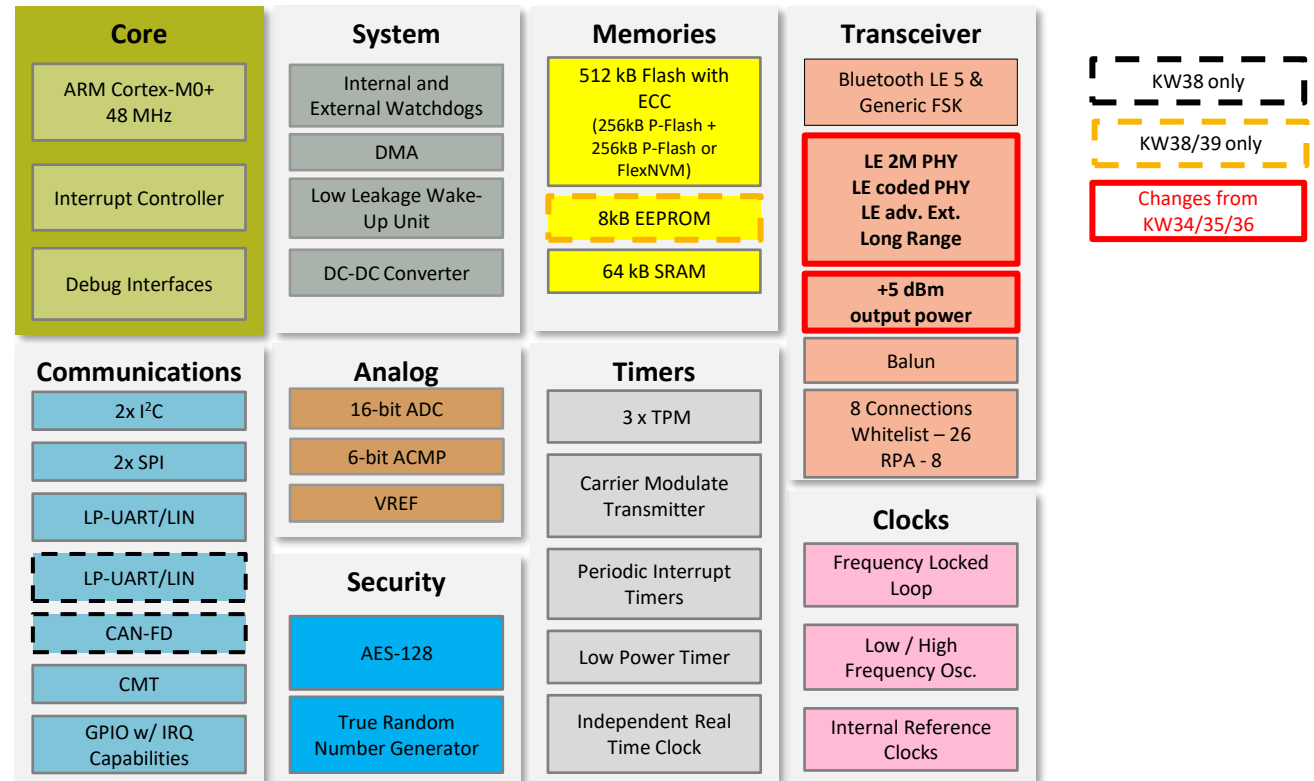 Core
ARM Cortex-M0+
48 MHz
Interrupt Controller
Debug Interfaces
System
Internal and
External Watchdogs
DMA
Low Leakage Wake-
Up Unit
DC-DC Converter
Memories
512 kB Flash with
ECC
(256kB P-Flash +
256kB P-Flash or
FlexNVM)
8kB EEPROM
64 kB SRAM
Transceiver
Bluetooth LE 5 &
Generic FSK
LE 2M PHY
LE coded PHY
LE adv. Ext.
Long Range
+5 dBm
output power
Balun
8 Connections
Whitelist – 26
RPA - 8
KW38 only
KW38/39 only
Changes from
KW34/35/36
Communications
2x I²C
2x SPI
LP-UART/LIN
LP-UART/LIN
CAN-FD
CMT
GPIO w/ IRQ
Capabilities
Analog
16-bit ADC
6-bit ACMP
VREF
Security
AES-128
True Random
Number Generator
Timers
3 x TPM
Carrier Modulate
Transmitter
Periodic Interrupt
Timers
Low Power Timer
Independent Real
Time Clock
Clocks
Frequency Locked
Loop
Low / High
Frequency Osc.
Internal Reference
Clocks